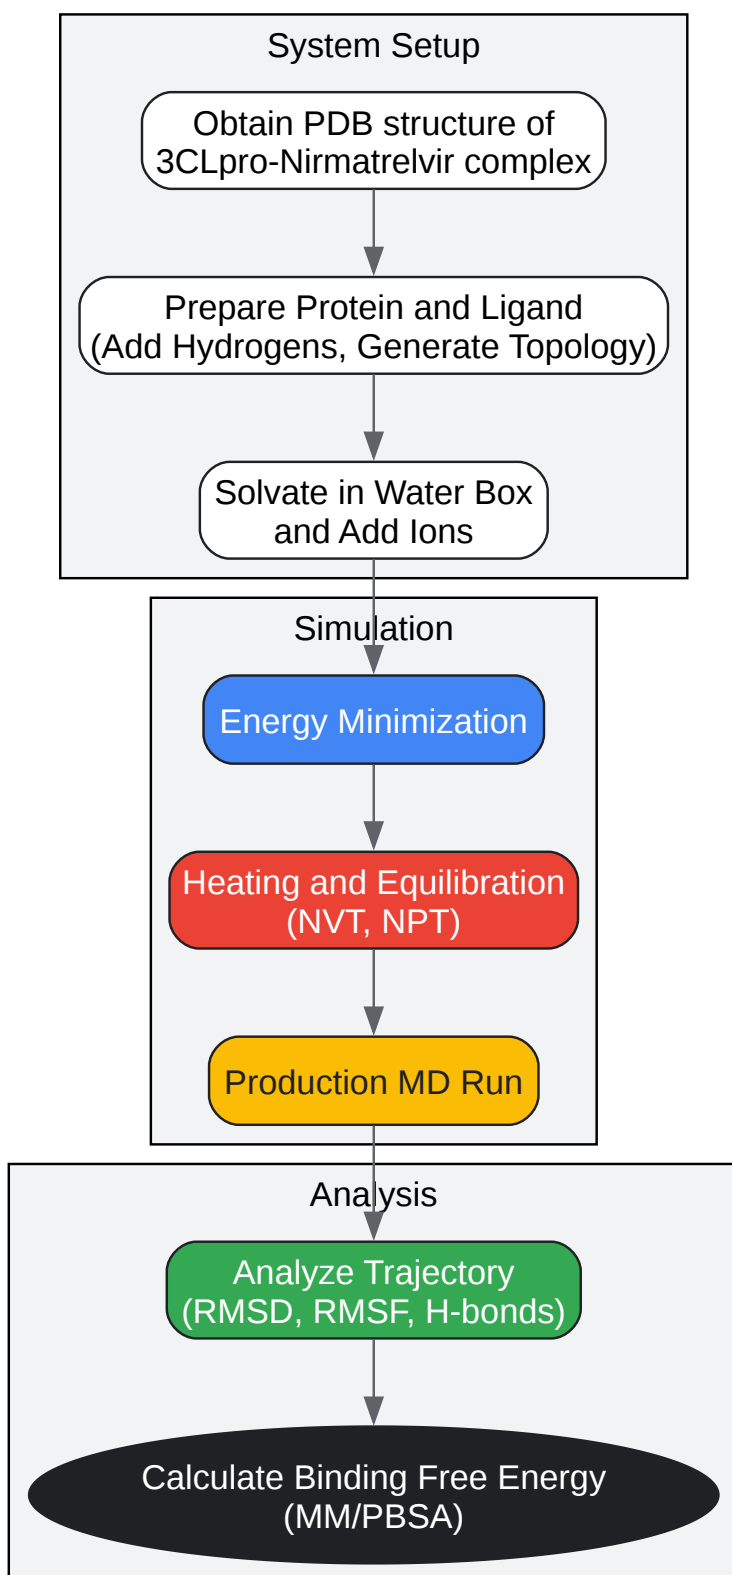 System Setup
Obtain PDB structure of
3CLpro-Nirmatrelvir complex
Prepare Protein and Ligand
(Add Hydrogens, Generate Topology)
Solvate in Water Box
and Add Ions
Simulation
Energy Minimization
Heating and Equilibration
(NVT, NPT)
Production MD Run
Analysis
Analyze Trajectory
(RMSD, RMSF, H-bonds)
Calculate Binding Free Energy
(MM/PBSA)